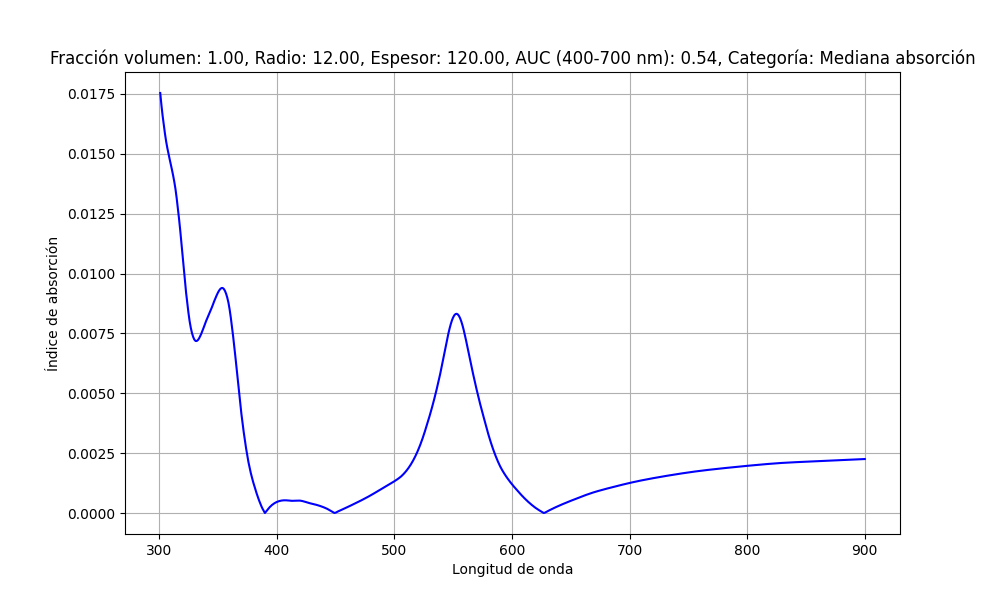 Fracción volumen: 1.00, Radio: 12.00, Espesor: 120.00, AUC (400-700 nm): 0.54, Categoría: Mediana absorción
0.0175
0.0150
0.0125
0.0100
0.0075
0.0050
0.0025
0.0000
Índice de absorción
300 400 500 600 700 800 900
Longitud de onda